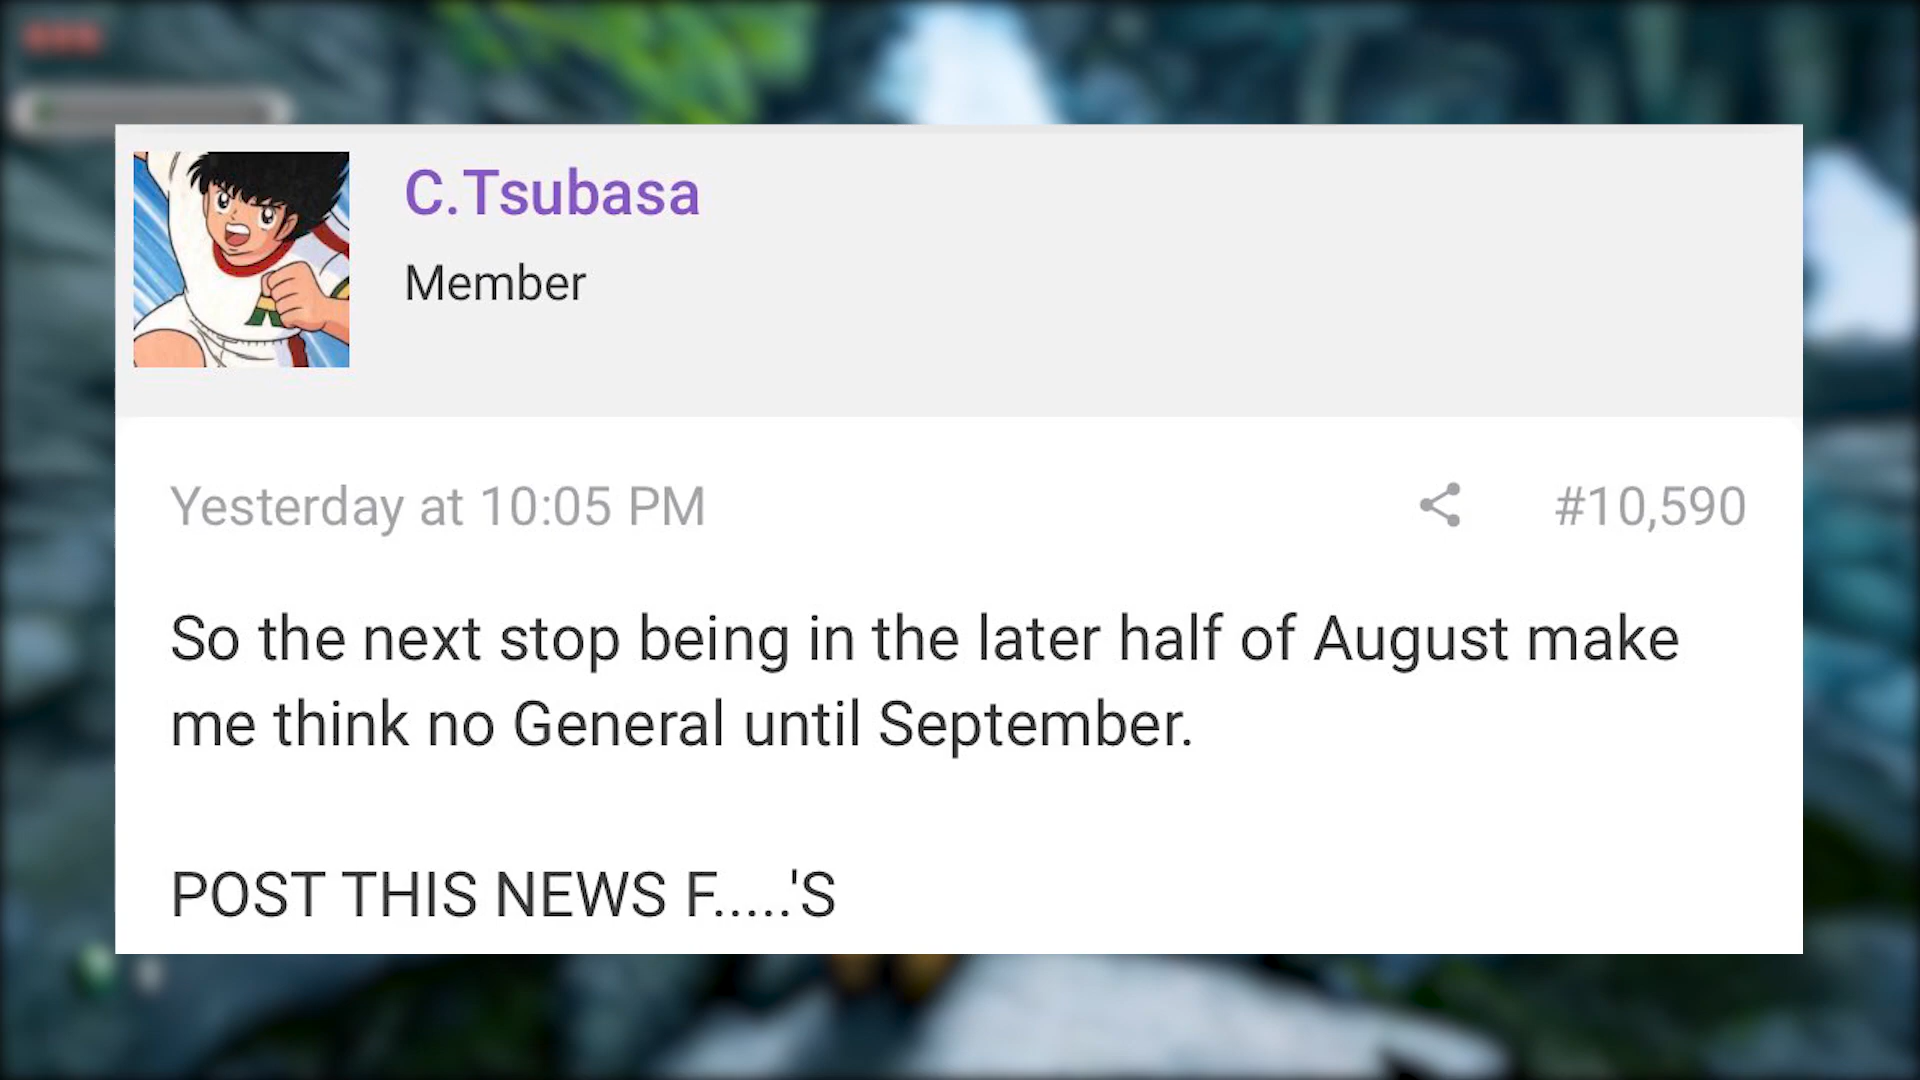 C.Tsubasa
Member
Yesterday at 10:05 PM
#10,590
So the next stop being in the later half of August make
me think no General until September.
POST THIS NEWS F.....'S